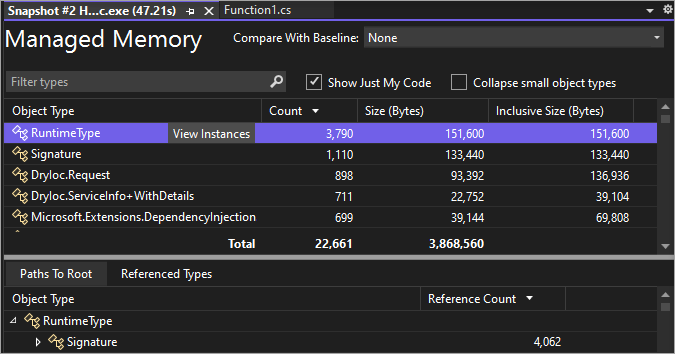 Snapshot #2 H...c.exe (47.21s) Function1.cs
Managed Memory Compare With Baseline: None
Filter types Show Just My Code Collapse small object types
Object Type Count Size (Bytes) Inclusive Size (Bytes)
RuntimeType View Instances 3,790 151,600 151,600
Signature 1,110 133,440 133,440
DryIoc.Request 898 93,392 136,936
DryIoc.ServiceInfo+WithDetails 711 22,752 39,104
Microsoft.Extensions.DependencyInjection 699 39,144 69,808
Total 22,661 3,868,560
Paths To Root Referenced Types
Object Type Reference Count
RuntimeType
Signature 4,062